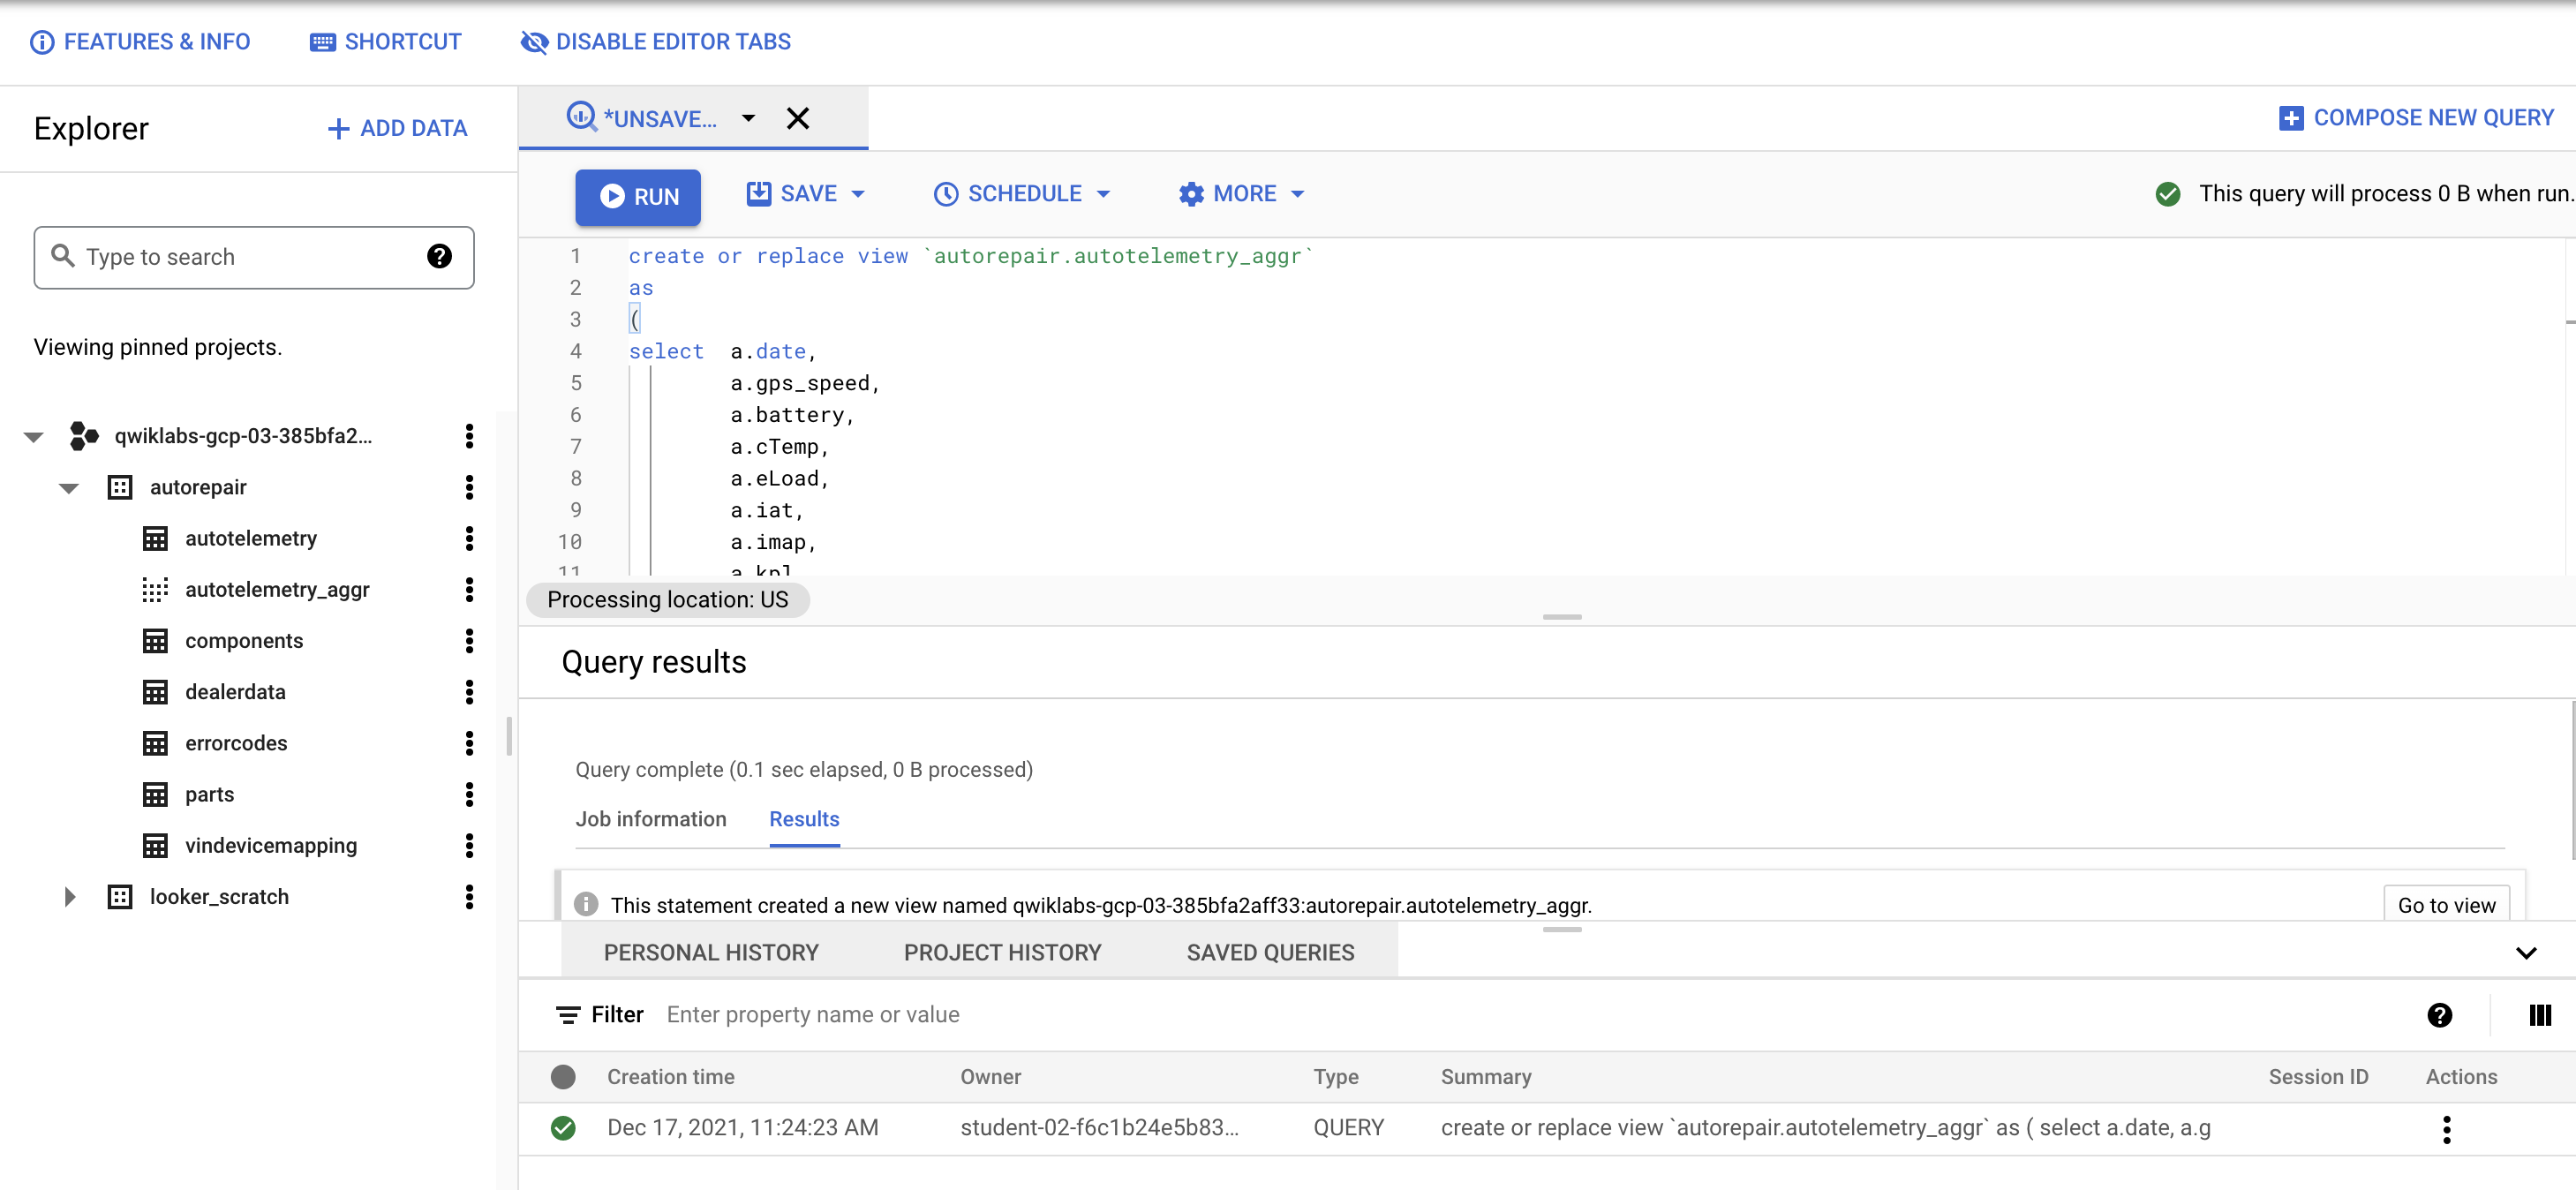 FEATURES & INFO
SHORTCUT
DISABLE EDITOR TABS
Explorer
ADD DATA
*UNSAVE...
COMPOSE NEW QUERY
RUN
SAVE
SCHEDULE
MORE
This query will process 0 B when run.
Type to search
Viewing pinned projects.
qwiklabs-gcp-03-385bfa2...
autorepair
autotelemetry
autotelemetry_aggr
components
dealerdata
errorcodes
parts
vindevicemapping
looker_scratch
1 create or replace view `autorepair.autotelemetry_aggr`
2 as
3 (
4 select a.date,
5 a.gps_speed,
6 a.battery,
7 a.cTemp,
8 a.eLoad,
9 a.iat,
10 a.imap,
11 a.kpl
Processing location: US
Query results
Query complete (0.1 sec elapsed, 0 B processed)
Job information
Results
This statement created a new view named qwiklabs-gcp-03-385bfa2aff33:autorepair.autotelemetry_aggr.
Go to view
PERSONAL HISTORY
PROJECT HISTORY
SAVED QUERIES
Filter
Enter property name or value
Creation time Owner Type Summary Session ID Actions
Dec 17, 2021, 11:24:23 AM student-02-f6c1b24e5b83... QUERY create or replace view `autorepair.autotelemetry_aggr` as ( select a.date, a.g